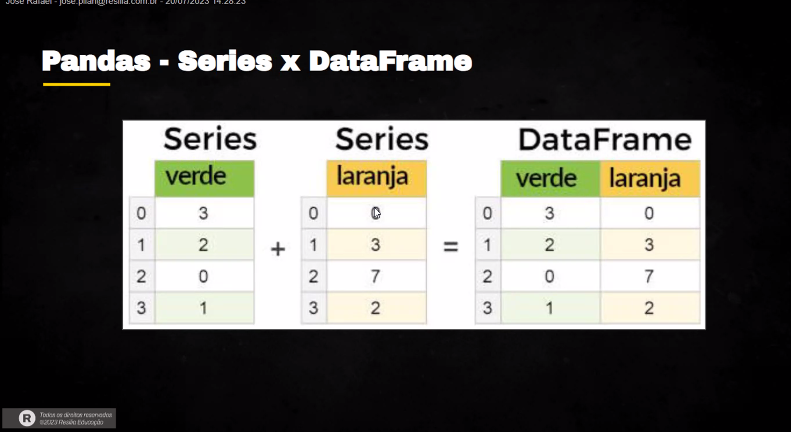 José Rafael - jose.pilan@resilia.com.br - 20/07/2023 14:28:23
Pandas - Series x DataFrame
Series Series DataFrame
verde laranja verde laranja
0 3 0 0 3 0
1 2 + 1 3 = 1 2 3
2 0 2 7 2 0 7
3 1 3 2 3 1 2
R Todos os direitos reservados
©2023 Resilia Educação